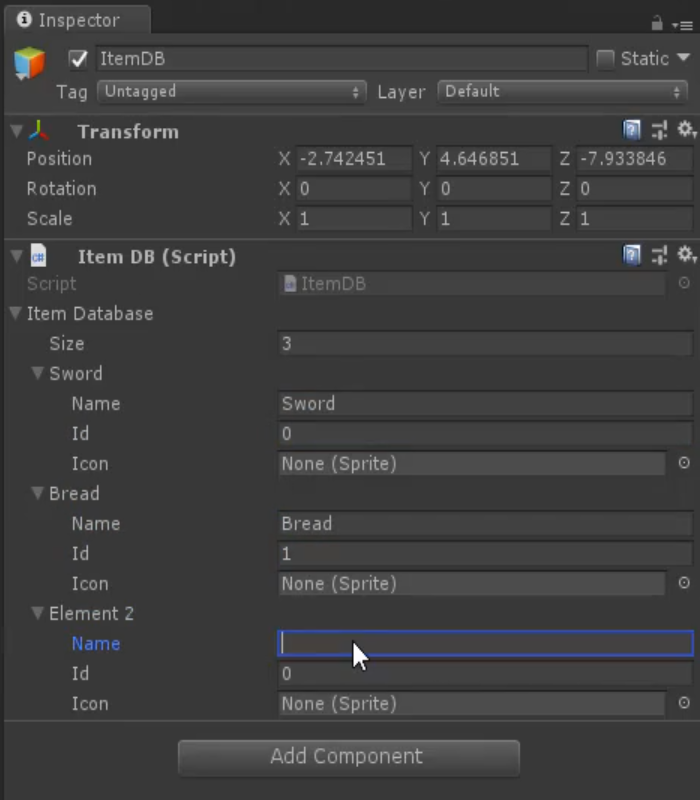 Inspector
ItemDB Static
Tag Untagged Layer Default
Transform
Position X -2.742451 Y 4.646851 Z -7.933846
Rotation X 0 Y 0 Z 0
Scale X 1 Y 1 Z 1
Item DB (Script)
Script ItemDB
Item Database
Size 3
Sword
Name Sword
Id 0
Icon None (Sprite)
Bread
Name Bread
Id 1
Icon None (Sprite)
Element 2
Name
Id 0
Icon None (Sprite)
Add Component